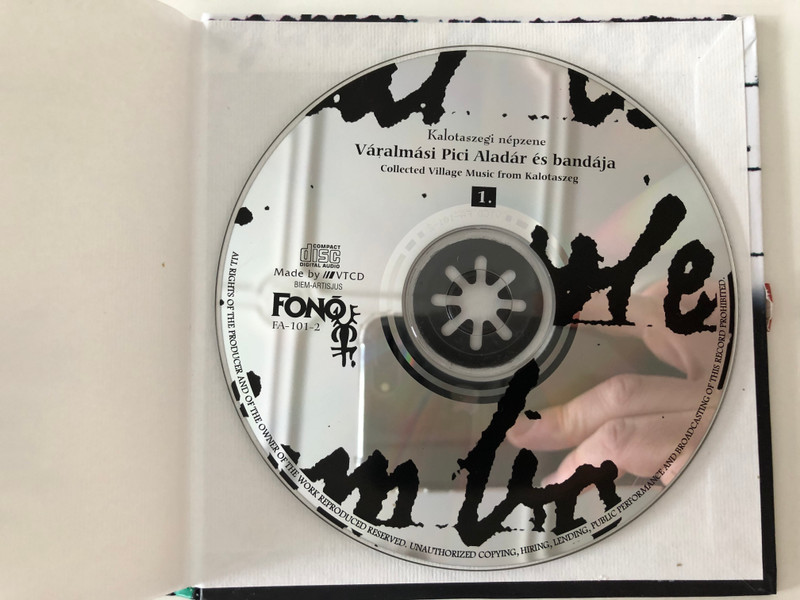 Kalotaszegi népzene
Váralmási Pici Aladár és bandája
Collected Village Music from Kalotaszeg
1.
COMPACT
disc
DIGITAL AUDIO
Made by VTCD
BIEM-ARTISJUS
FONÓ
FA-101-2
We
ALL RIGHTS OF THE PRODUCER AND OF THE OWNER OF THE WORK REPRODUCED RESERVED. UNAUTHORIZED COPYING, HIRING, LENDING, PUBLIC PERFORMANCE AND BROADCASTING OF THIS RECORD PROHIBITED.